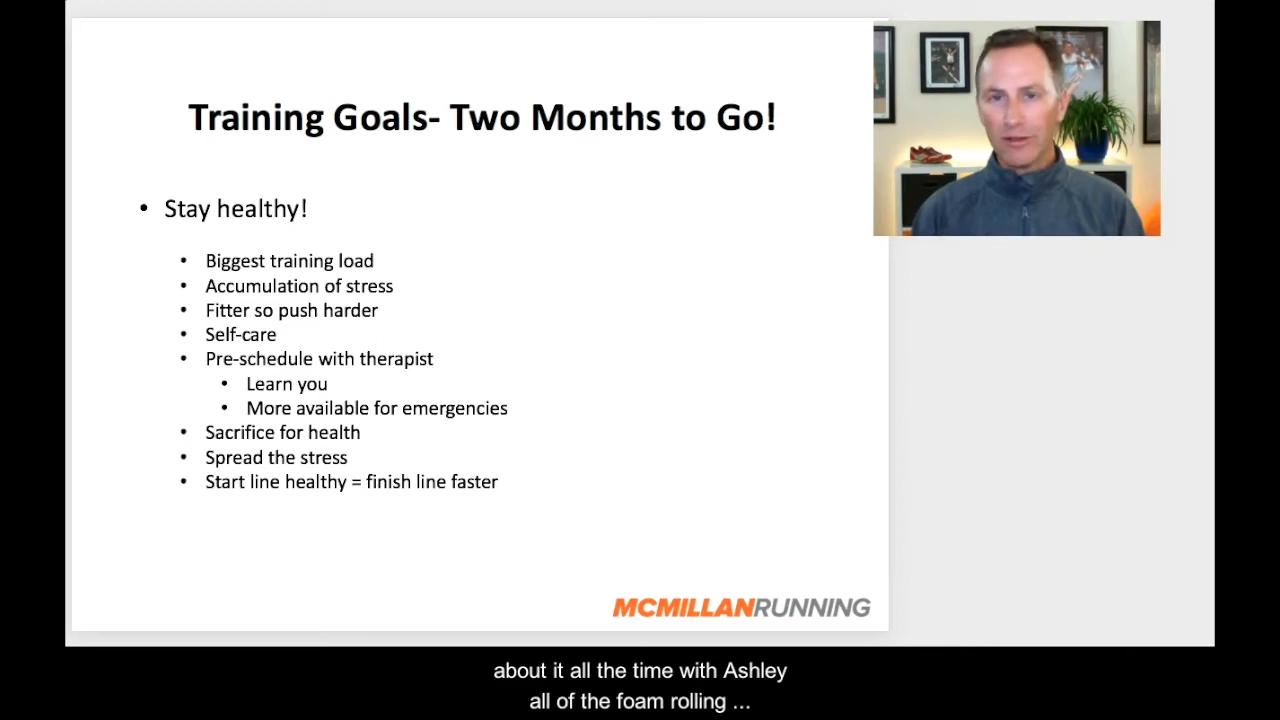 Training Goals- Two Months to Go!
• Stay healthy!
• Biggest training load
• Accumulation of stress
• Fitter so push harder
• Self-care
• Pre-schedule with therapist
• Learn you
• More available for emergencies
• Sacrifice for health
• Spread the stress
• Start line healthy = finish line faster
MCMILLANRUNNING
about it all the time with Ashley
all of the foam rolling ...